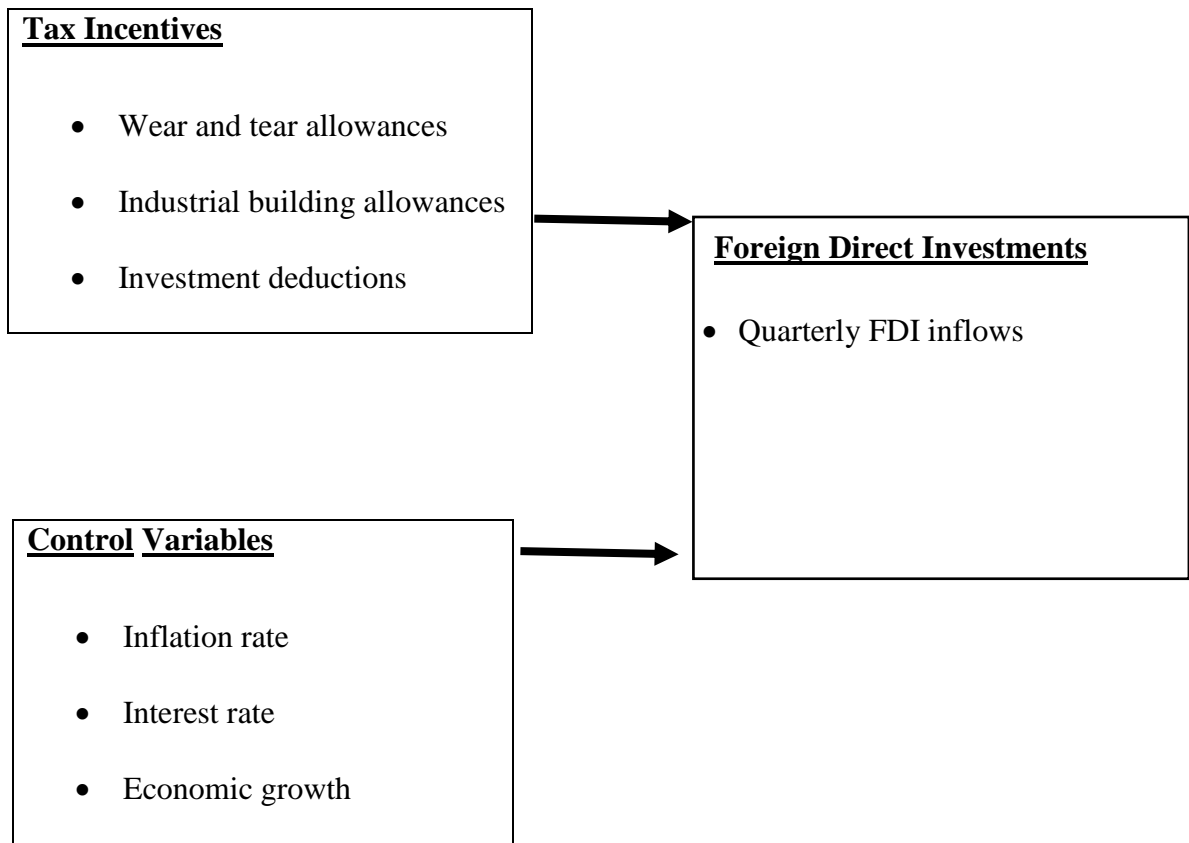 Tax Incentives
• Wear and tear allowances
• Industrial building allowances
• Investment deductions
Foreign Direct Investments
• Quarterly FDI inflows
Control Variables
• Inflation rate
• Interest rate
• Economic growth